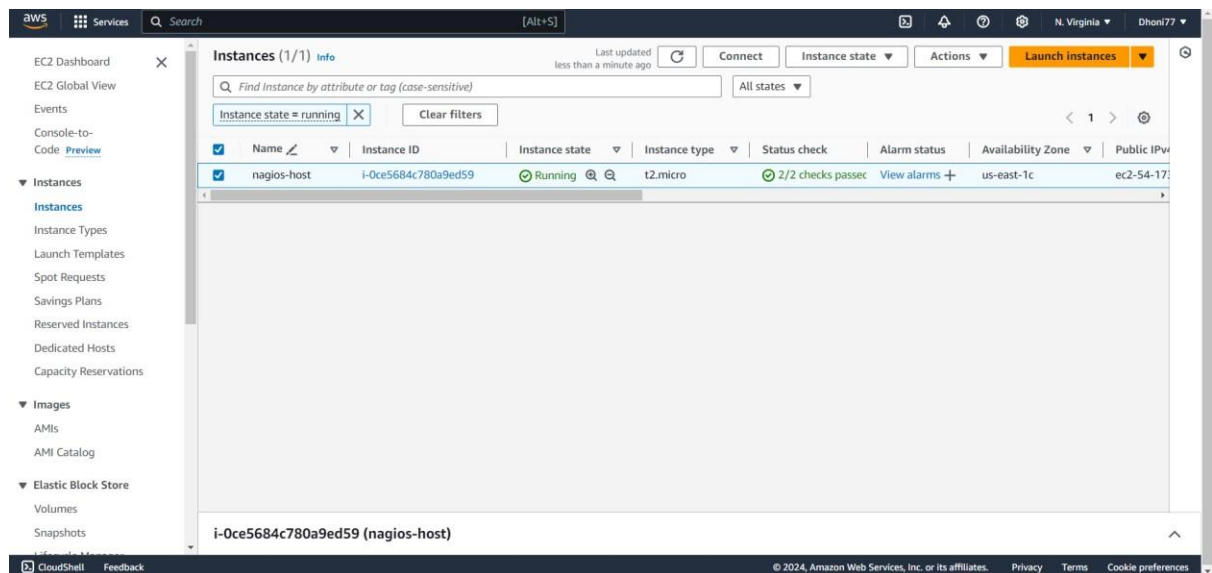 aws Services Search [Alt+S] N. Virginia Dhoni77
EC2 Dashboard
EC2 Global View
Events
Console-to-
Code Preview
Instances
Instances
Instance Types
Launch Templates
Spot Requests
Savings Plans
Reserved Instances
Dedicated Hosts
Capacity Reservations
Images
AMIs
AMI Catalog
Elastic Block Store
Volumes
Snapshots
Instances (1/1) Info
Last updated
less than a minute ago
Connect Instance state Actions Launch instances
Find Instance by attribute or tag (case-sensitive)
All states
Instance state = running Clear filters
1
Name Instance ID Instance state Instance type Status check Alarm status Availability Zone Public IPv4
nagios-host i-0ce5684c780a9ed59 Running t2.micro 2/2 checks passec View alarms + us-east-1c ec2-54-17
i-0ce5684c780a9ed59 (nagios-host)
CloudShell Feedback © 2024, Amazon Web Services, Inc. or its affiliates. Privacy Terms Cookie preferences